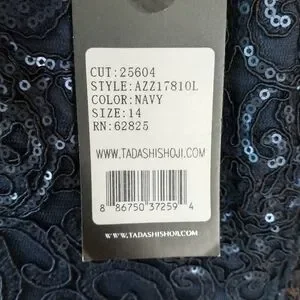 CUT:25604
STYLE:AZZ17810L
COLOR:NAVY
SIZE:14
RN:62825
WWW.TADASHISHOJI.COM
8 86750 37259 4
WWW.TADASHISHOJI.COM